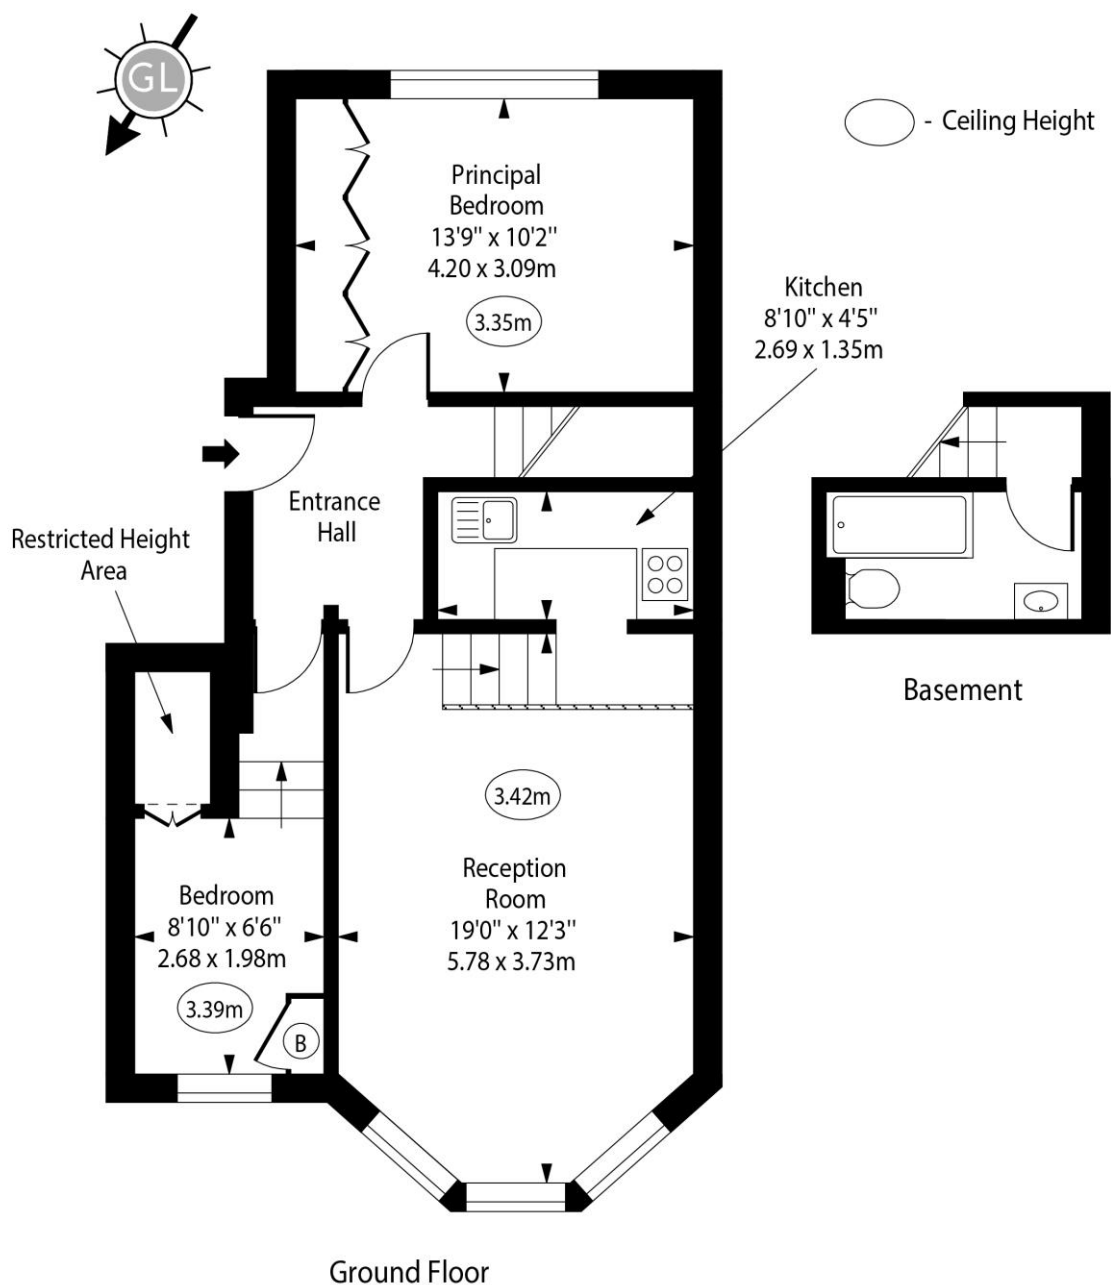 GL
- Ceiling Height
Principal
Bedroom
13'9" x 10'2"
4.20 x 3.09m
3.35m
Kitchen
8'10" x 4'5"
2.69 x 1.35m
Entrance
Hall
Restricted Height
Area
Basement
3.42m
Reception
Room
19'0" x 12'3"
5.78 x 3.73m
Bedroom
8'10" x 6'6"
2.68 x 1.98m
3.39m
B
Ground Floor